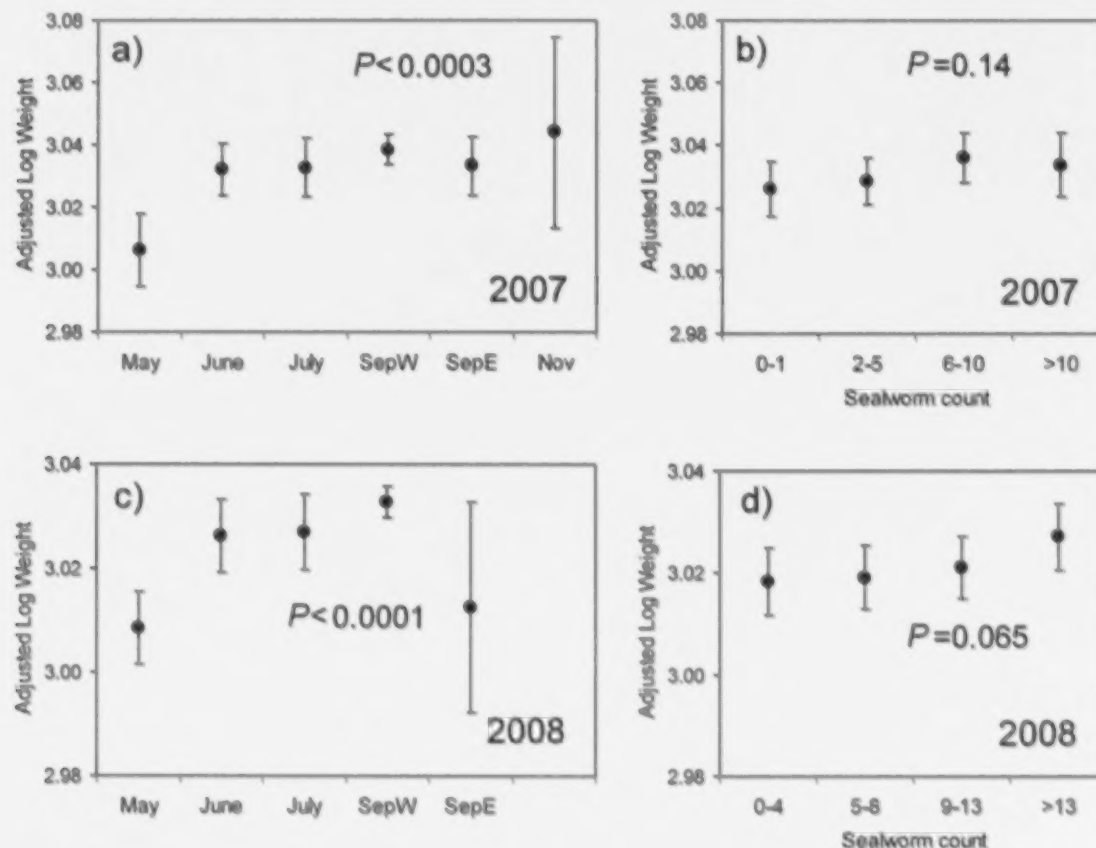 a)
P<0.0003
2007
Adjusted Log Weight
3.08
3.06
3.04
3.02
3.00
2.98
May June July SepW SepE Nov
b)
P=0.14
2007
Adjusted Log Weight
3.08
3.06
3.04
3.02
3.00
2.98
0-1 2-5 6-10 >10
Sealworm count
c)
P<0.0001
2008
Adjusted Log Weight
3.04
3.02
3.00
2.98
May June July SepW SepE
d)
P=0.065
2008
Adjusted Log Weight
3.04
3.02
3.00
2.98
0-4 5-8 9-13 >13
Sealworm count